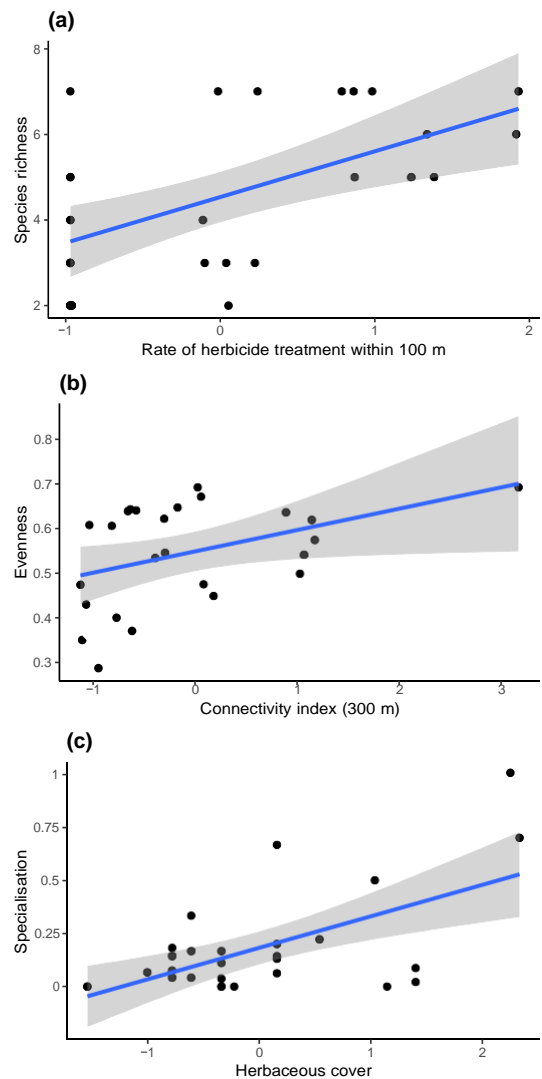 (a)
8
6
4
2
Species richness
−1 0 1 2
Rate of herbicide treatment within 100 m
(b)
0.8
0.7
0.6
0.5
0.4
0.3
Evenness
−1 0 1 2 3
Connectivity index (300 m)
(c)
1
0.75
0.5
0.25
0
Specialisation
−1 0 1 2
Herbaceous cover